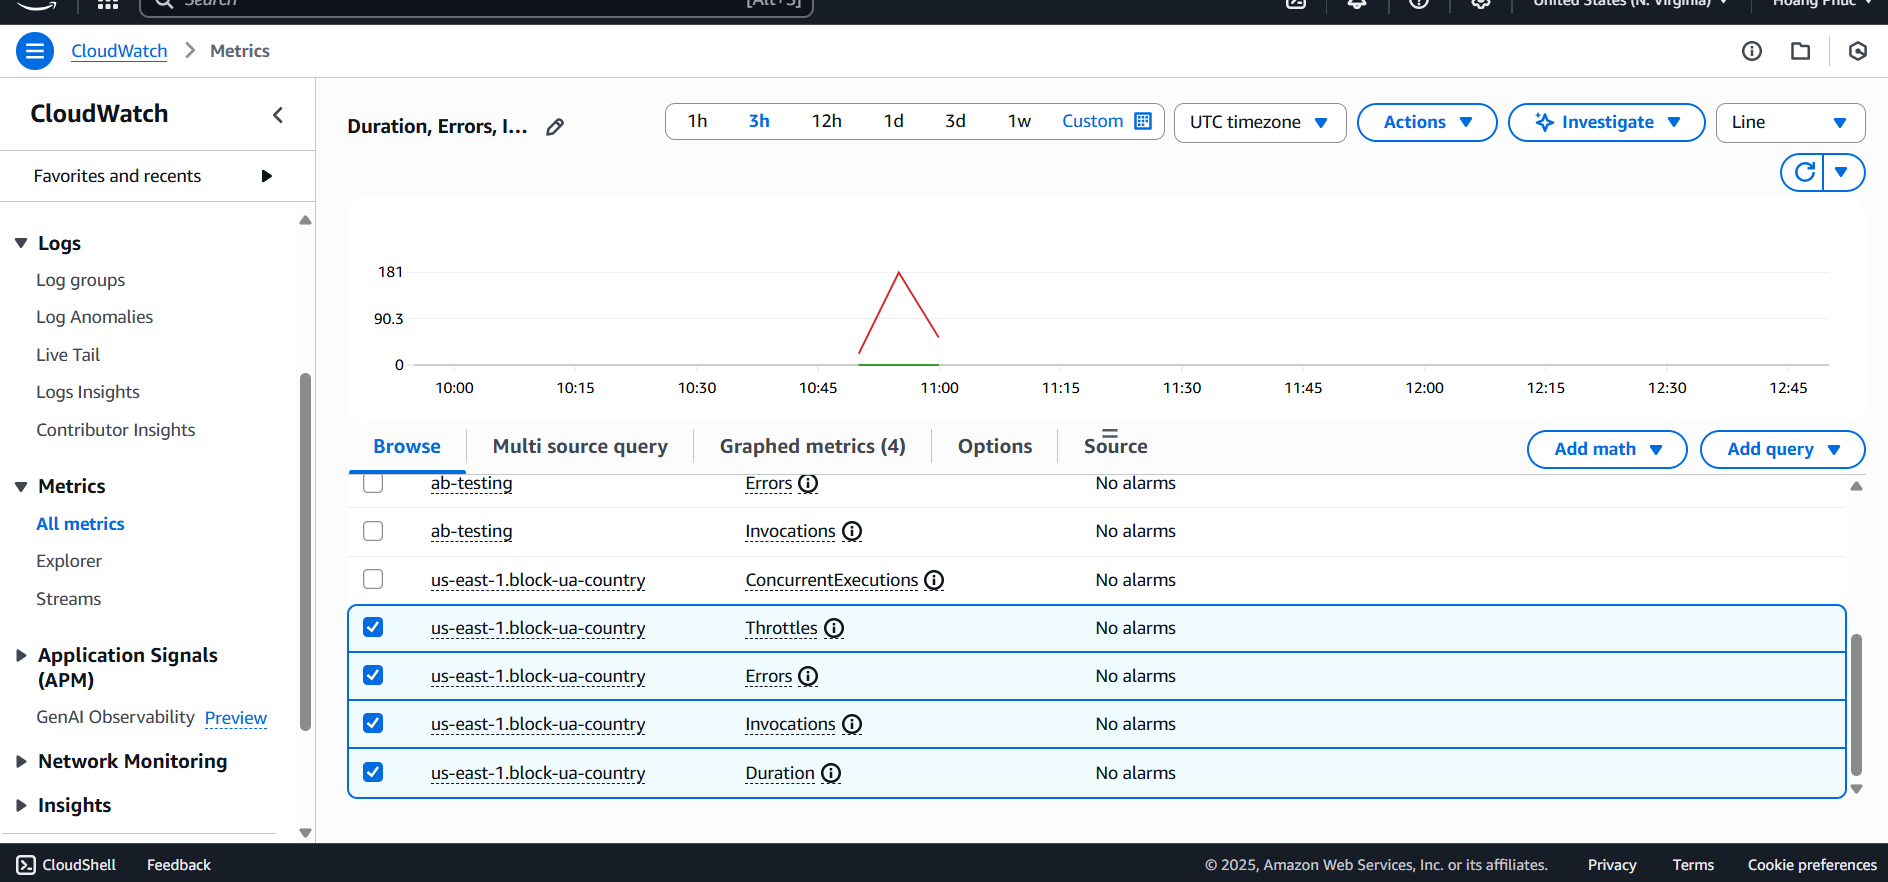 Search
[Alt+S]
United States (N. Virginia)
Hoang Phuc
CloudWatch
Metrics
CloudWatch
Favorites and recents
Logs
Log groups
Log Anomalies
Live Tail
Logs Insights
Contributor Insights
Metrics
All metrics
Explorer
Streams
Application Signals
(APM)
GenAI Observability Preview
Network Monitoring
Insights
Duration, Errors, I...
1h 3h 12h 1d 3d 1w Custom
UTC timezone
Actions
Investigate
Line
181
90.3
0
10:00 10:15 10:30 10:45 11:00 11:15 11:30 11:45 12:00 12:15 12:30 12:45
Browse Multi source query Graphed metrics (4) Options Source
Add math Add query
ab-testing Errors No alarms
ab-testing Invocations No alarms
us-east-1.block-ua-country ConcurrentExecutions No alarms
us-east-1.block-ua-country Throttles No alarms
us-east-1.block-ua-country Errors No alarms
us-east-1.block-ua-country Invocations No alarms
us-east-1.block-ua-country Duration No alarms
CloudShell Feedback © 2025, Amazon Web Services, Inc. or its affiliates. Privacy Terms Cookie preferences